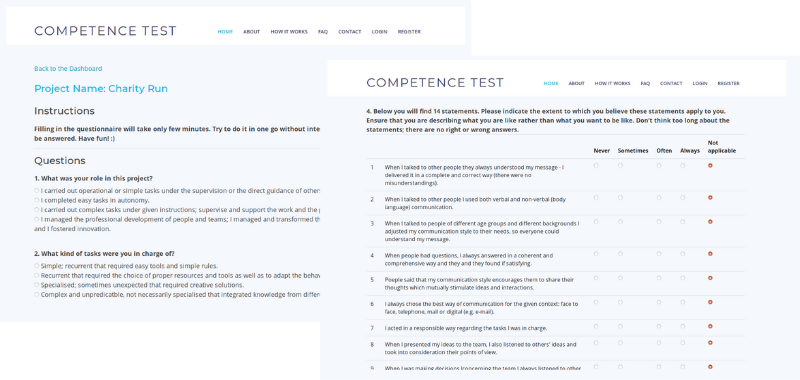 COMPETENCE TEST
HOME ABOUT HOW IT WORKS FAQ CONTACT LOGIN REGISTER
Back to the Dashboard
Project Name: Charity Run
Instructions
Filling in the questionnaire will take only few minutes. Try to do it in one go without inte
be answered. Have fun! :)
Questions
1. What was your role in this project?
I carried out operational or simple tasks under the supervision or the direct guidance of other
I completed easy tasks in autonomy.
I carried out complex tasks under given instructions; supervise and support the work and the
I managed the professional development of people and teams; I managed and transformed th
and I fostered innovation.
2. What kind of tasks were you in charge of?
Simple; recurrent that required easy tools and simple rules.
Recurrent that required the choice of proper resources and tools as well as to adapt the behav
Specialised; sometimes unexpected that required creative solutions.
Complex and unpredicatble, not necessarily specialised that integrated knowledge from differ
COMPETENCE TEST
HOME ABOUT HOW IT WORKS FAQ CONTACT LOGIN REGISTER
4. Below you will find 14 statements. Please indicate the extent to which you believe these statements apply to you.
Ensure that you are describing what you are like rather than what you want to be like. Don't think too long about the
statements; there are no right or wrong answers.
Never Sometimes Often Always Not
applicable
1 When I talked to other people they always understood my message - I
delivered it in a complete and correct way (there were no
misunderstandings).
2 When I talked to other people I used both verbal and non-verbal (body
language) communication.
3 When I talked to people of different age groups and different backgrounds I
adjusted my communication style to their needs, so everyone could
understand my message.
4 When people had questions, I always answered in a coherent and
comprehensive way and they and they found if satisfying.
5 People said that my communication style encourages them to share their
thoughts which mutually stimulate ideas and interactions.
6 I always chose the best way of communication for the given context: face to
face, telephone, mail or digital (e.g. e-mail).
7 I acted in a responsible way regarding the tasks I was in charge.
8 When I presented my ideas to the team, I also listened to others' ideas and
took into consideration their points of view.
9 When I was making decisions (concerning the team I always listened to other